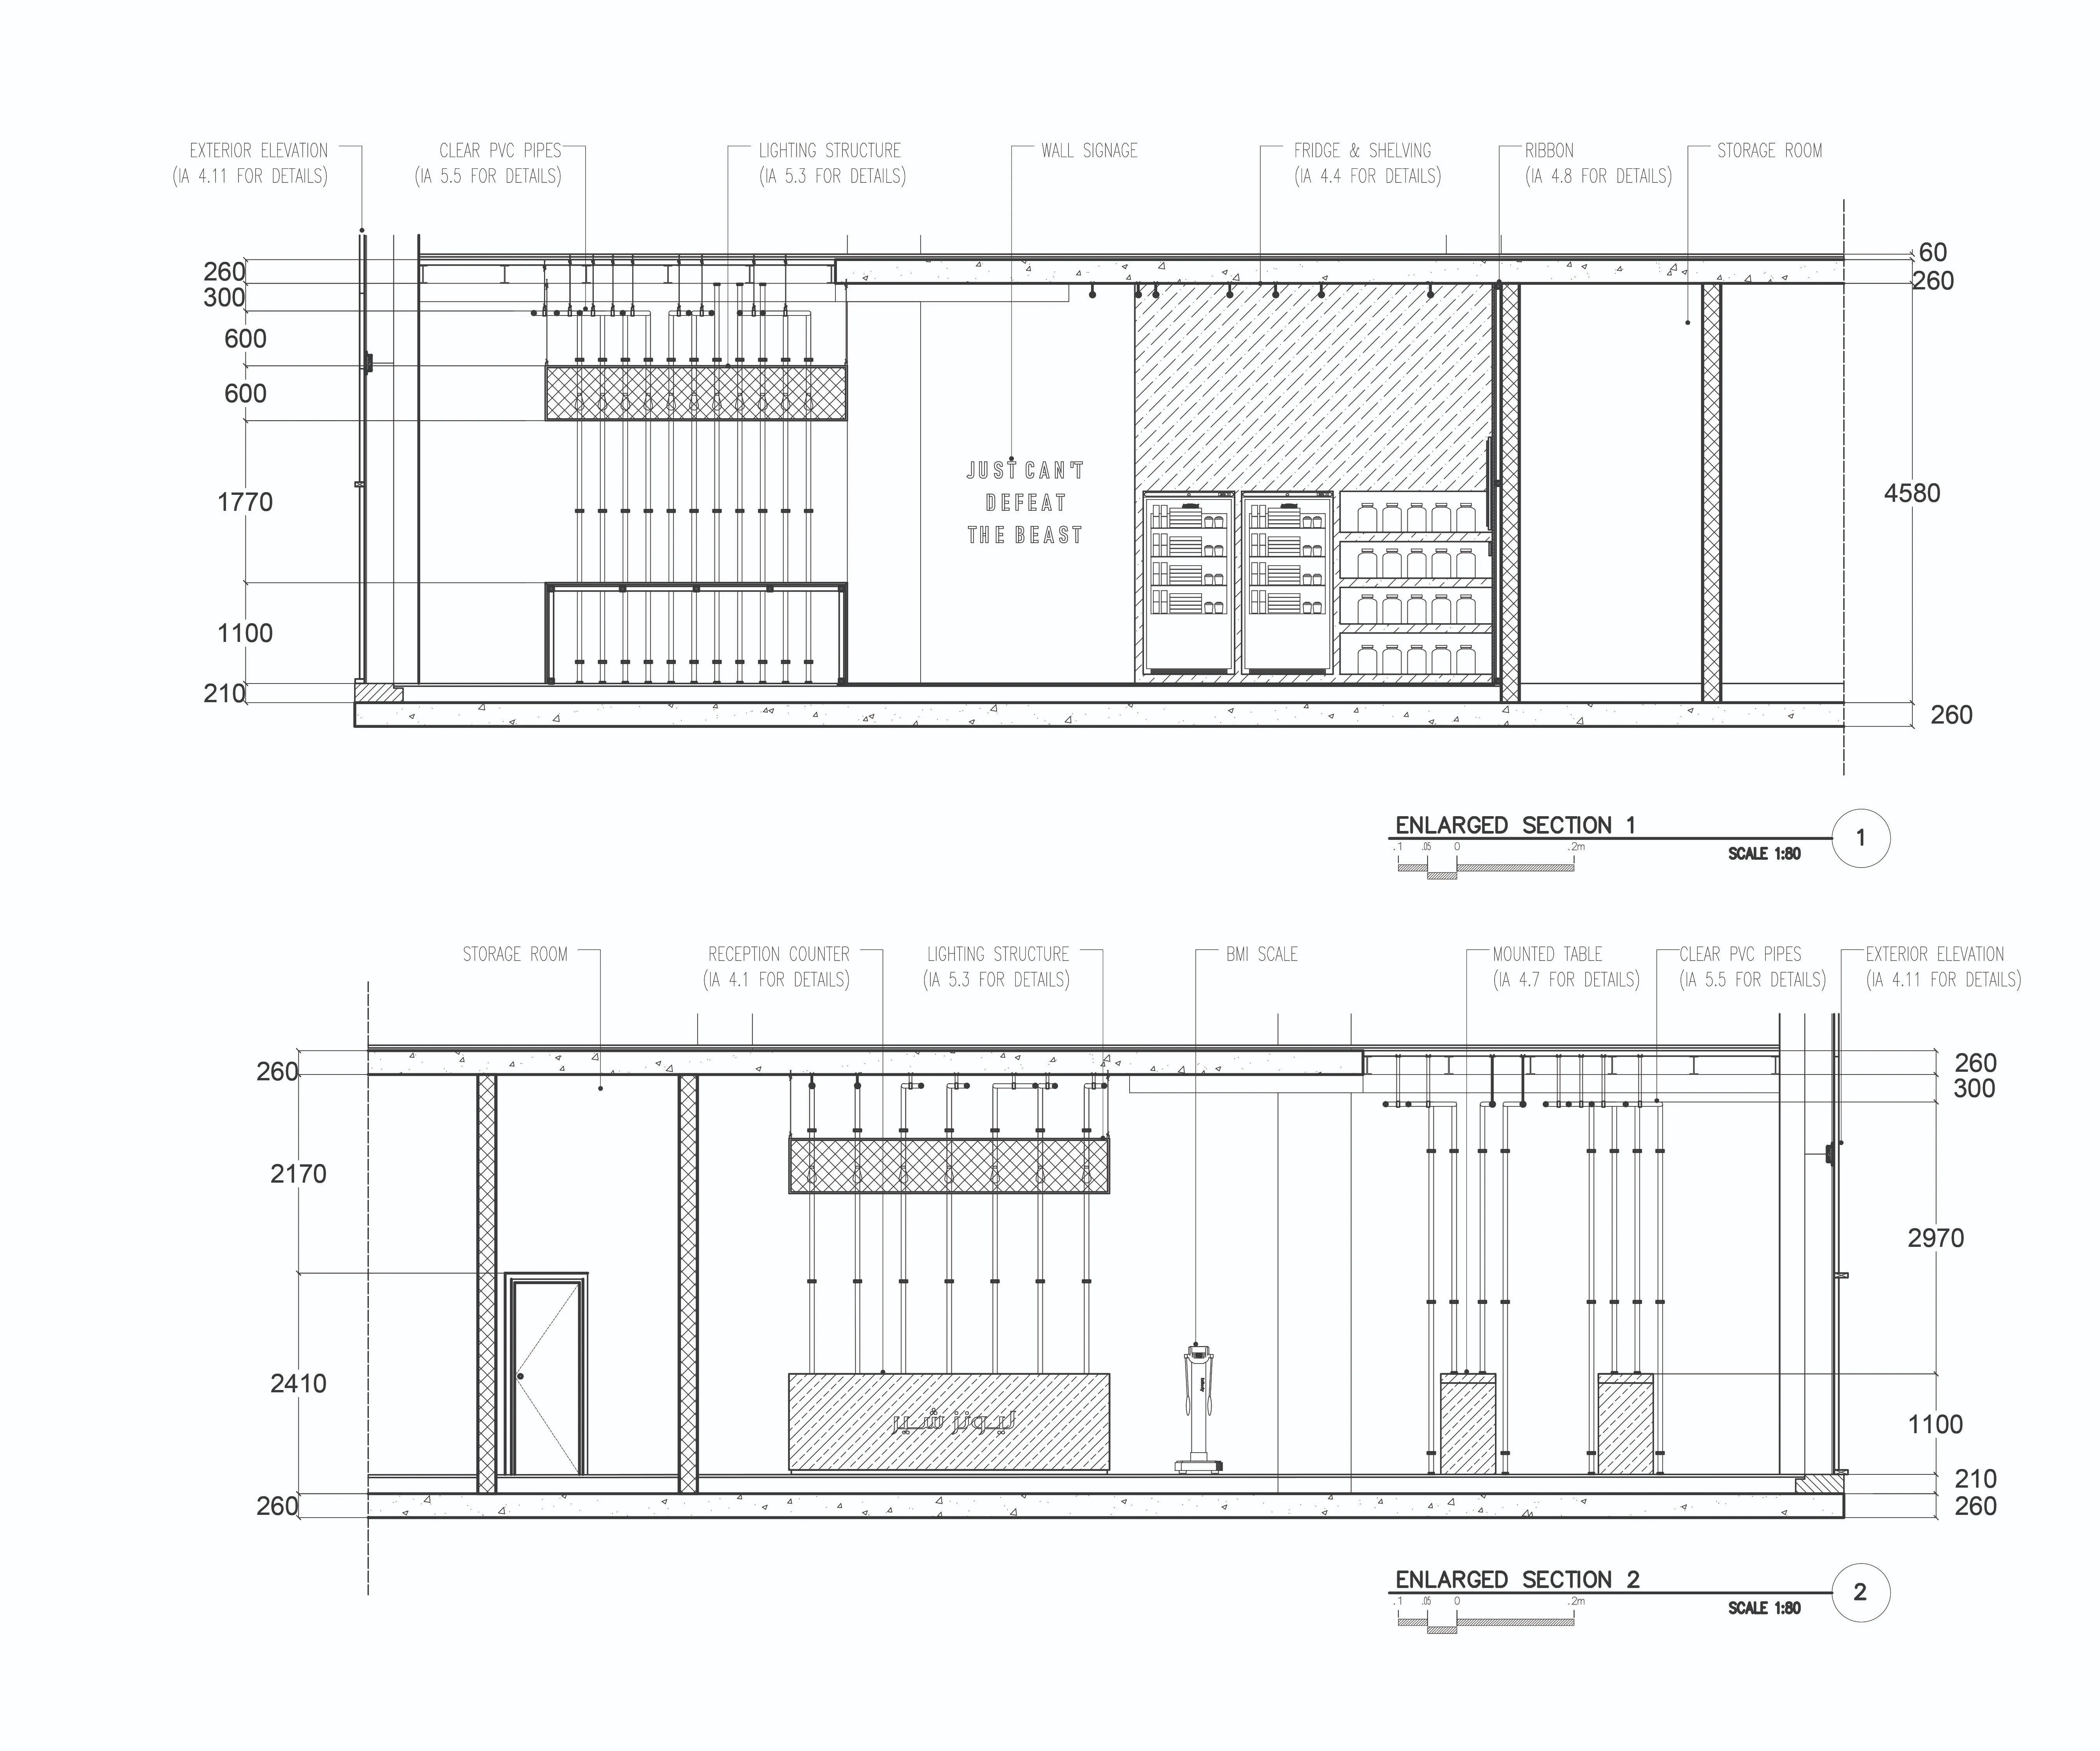 EXTERIOR ELEVATION
(IA 4.11 FOR DETAILS)
CLEAR PVC PIPES
(IA 5.5 FOR DETAILS)
LIGHTING STRUCTURE
(IA 5.3 FOR DETAILS)
WALL SIGNAGE
FRIDGE & SHELVING
(IA 4.4 FOR DETAILS)
RIBBON
(IA 4.8 FOR DETAILS)
STORAGE ROOM
260
300
600
600
1770
1100
210
JUST CAN'T
DEFEAT
THE BEAST
60
260
4580
260
ENLARGED SECTION 1
1
.1 .05 0 .2m
SCALE 1:80
STORAGE ROOM
RECEPTION COUNTER
(IA 4.1 FOR DETAILS)
LIGHTING STRUCTURE
(IA 5.3 FOR DETAILS)
BMI SCALE
MOUNTED TABLE
(IA 4.7 FOR DETAILS)
CLEAR PVC PIPES
(IA 5.5 FOR DETAILS)
EXTERIOR ELEVATION
(IA 4.11 FOR DETAILS)
260
2170
2410
260
ليونز شير
260
300
2970
1100
210
260
ENLARGED SECTION 2
2
.1 .05 0 .2m
SCALE 1:80